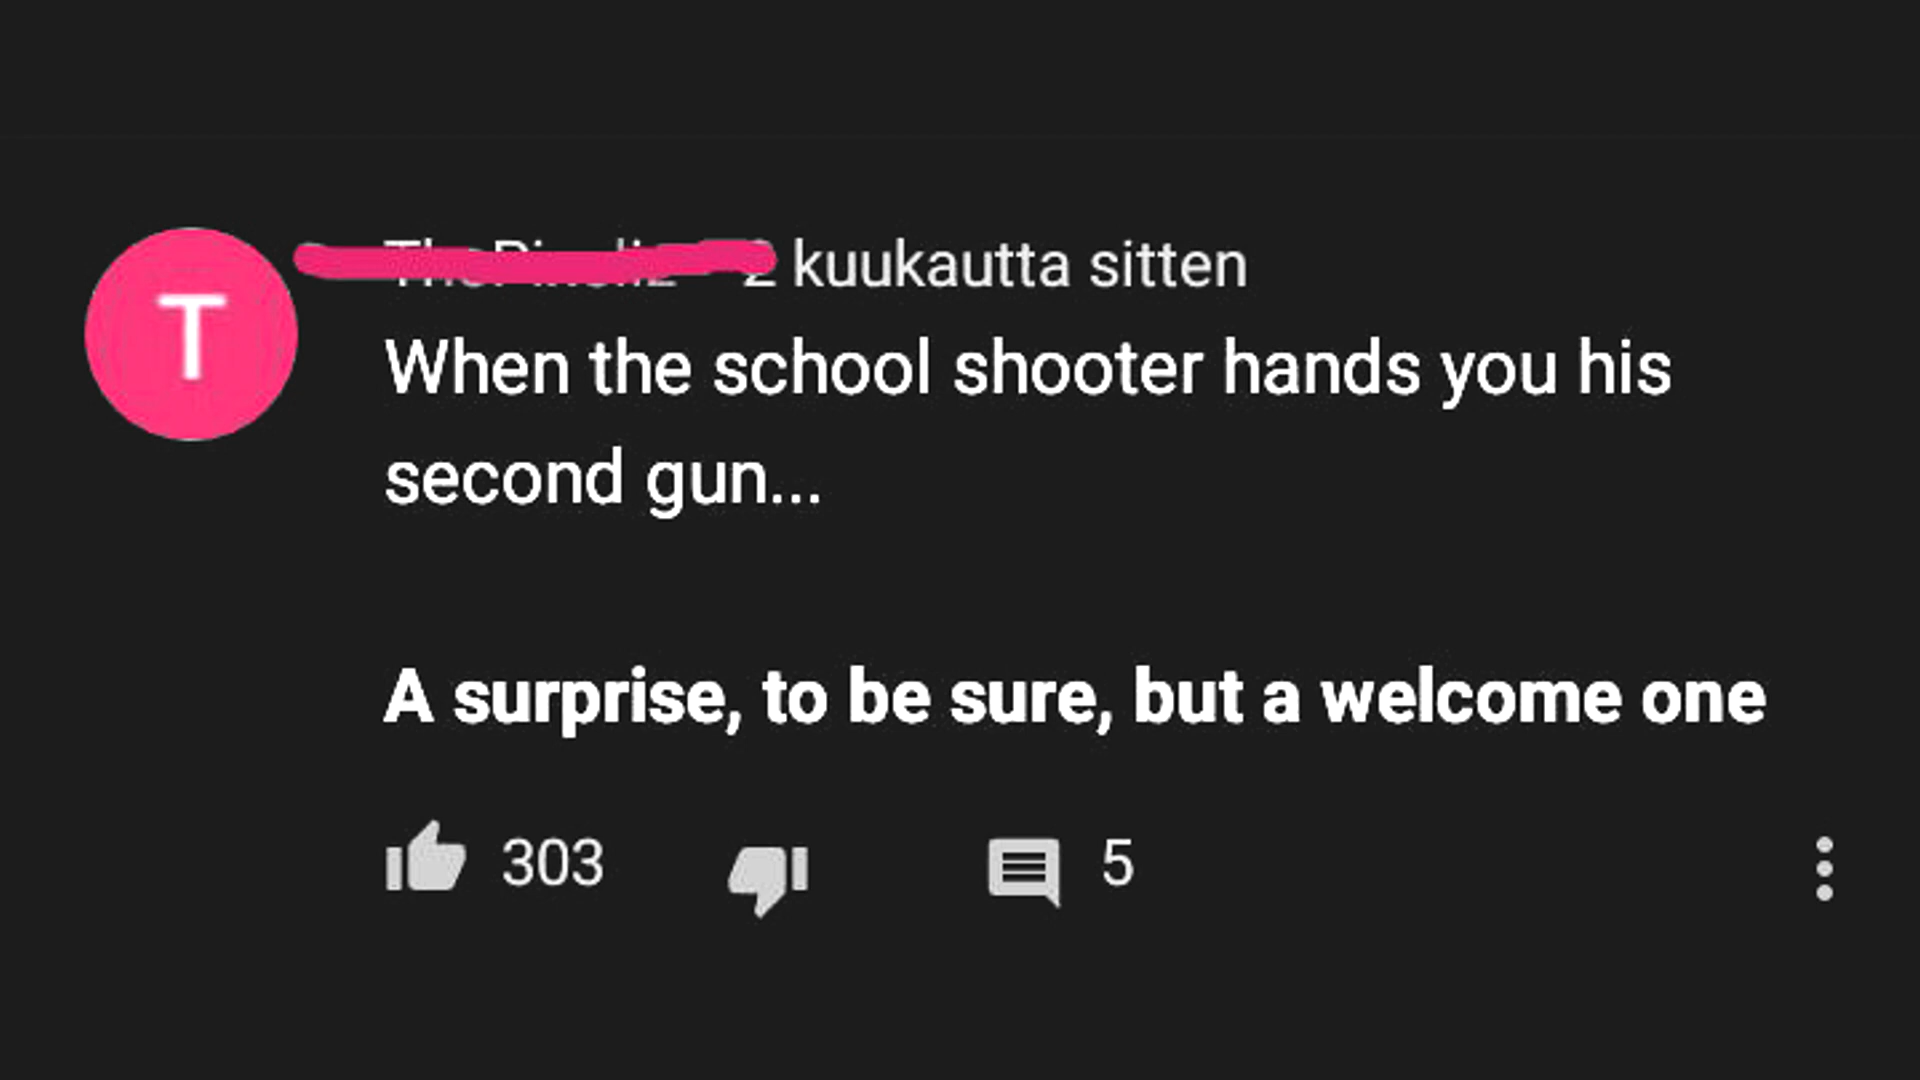 T
2 kuukautta sitten
When the school shooter hands you his
second gun...
A surprise, to be sure, but a welcome one
303
5